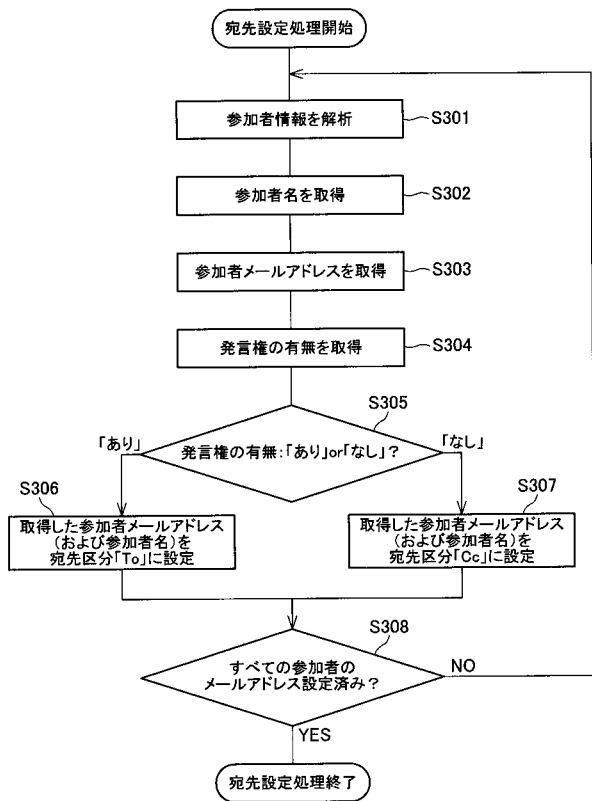 宛先設定処理開始
参加者情報を解析
S301
参加者名を取得
S302
参加者メールアドレスを取得
S303
発言権の有無を取得
S304
S305
「あり」
発言権の有無:「あり」or「なし」?
「なし」
S306
取得した参加者メールアドレス
(および参加者名)を
宛先区分「To」に設定
S307
取得した参加者メールアドレス
(および参加者名)を
宛先区分「Cc」に設定
S308
すべての参加者の
メールアドレス設定済み?
NO
YES
宛先設定処理終了